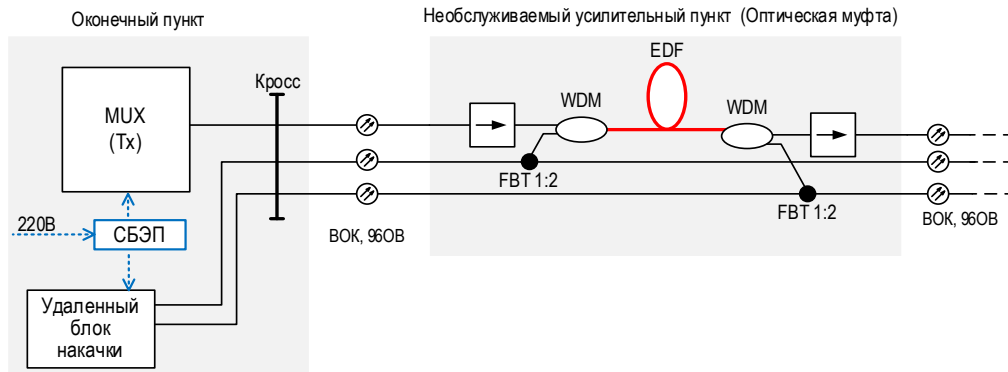 Оконечный пункт
Необслуживаемый усилительный пункт (Оптическая муфта)
EDF
Кросс
MUX
(Tx)
WDM
WDM
FBT 1:2
FBT 1:2
220В
СБЭП
ВОК, 96ОВ
ВОК, 96ОВ
Удаленный
блок
накачки